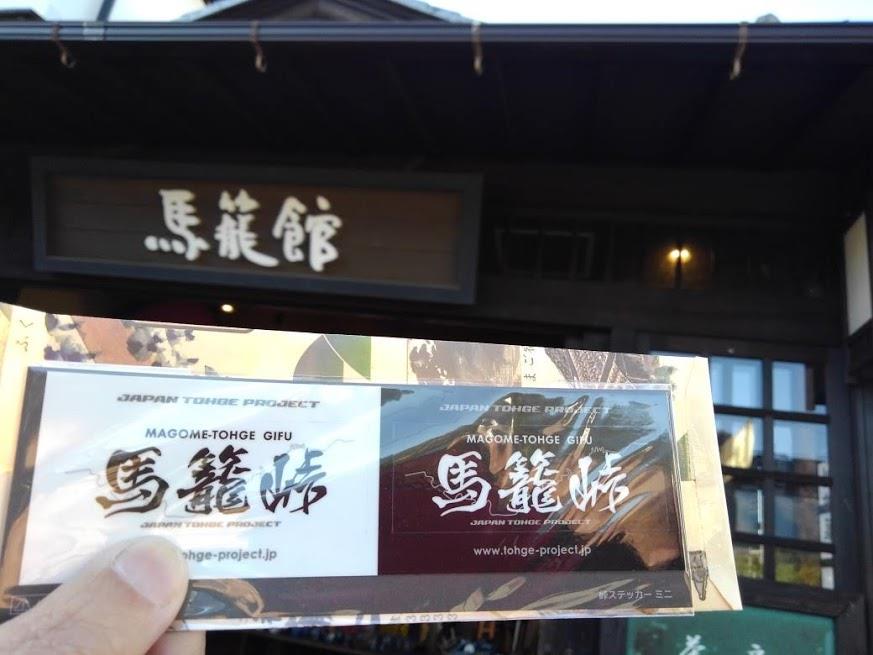 馬籠館
JAPAN TOHGE PROJECT
MAGOME-TOHGE GIFU
馬籠峠
JAPAN TOHGE PROJECT
tohge-project.jp
JAPAN TOHGE PROJECT
MAGOME-TOHGE GIFU
馬籠峠
JAPAN TOHGE PROJECT
www.tohge-project.jp
峠ステッカー ミニ